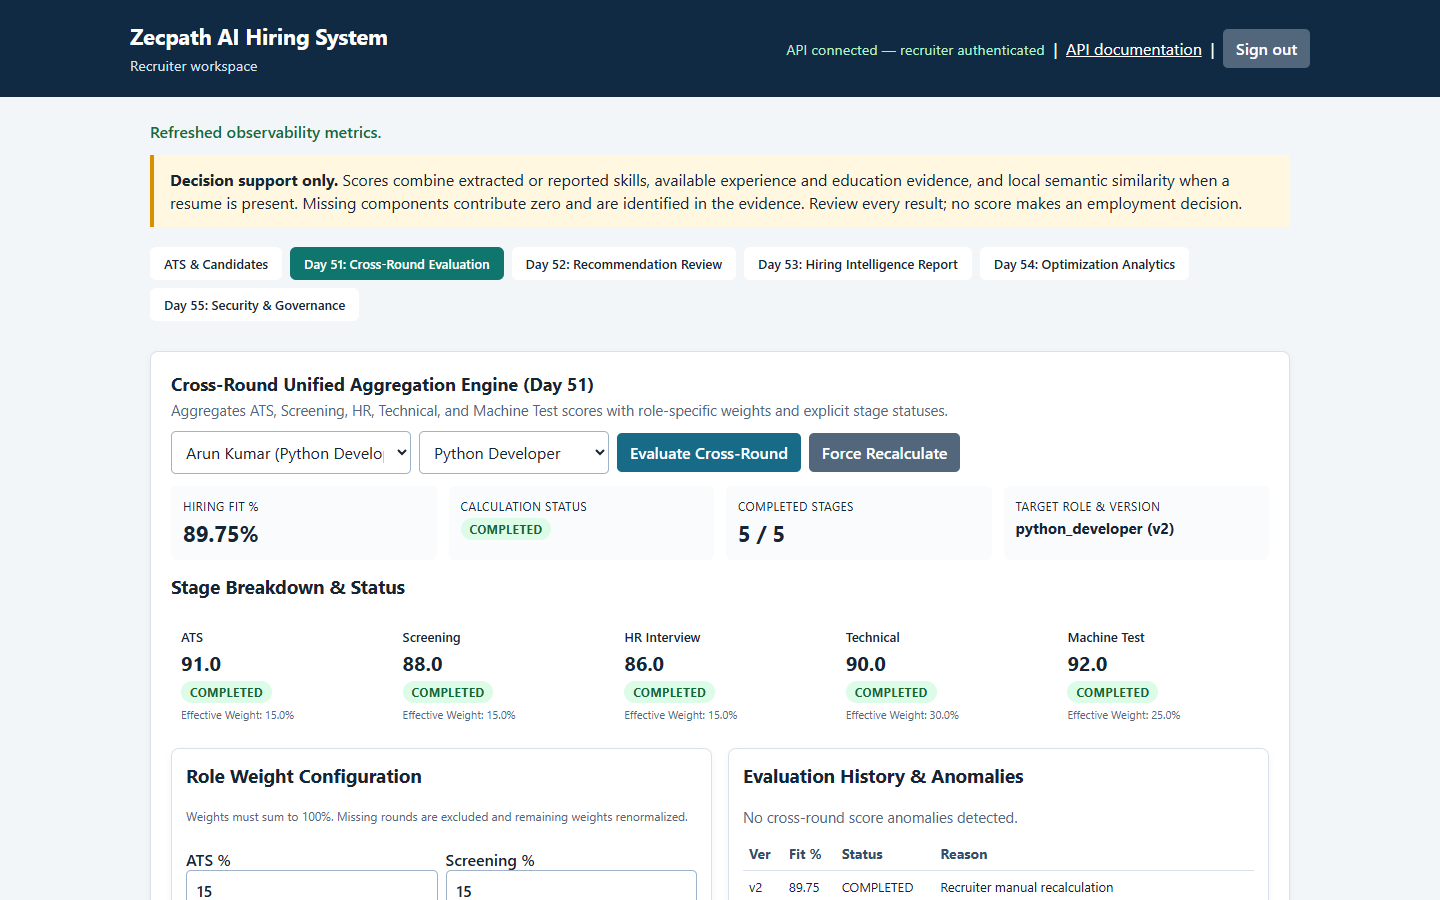 Zecpath AI Hiring System
Recruiter workspace
API connected — recruiter authenticated | API documentation | Sign out
Refreshed observability metrics.
Decision support only. Scores combine extracted or reported skills, available experience and education evidence, and local semantic similarity when a
resume is present. Missing components contribute zero and are identified in the evidence. Review every result; no score makes an employment decision.
ATS & Candidates
Day 51: Cross-Round Evaluation
Day 52: Recommendation Review
Day 53: Hiring Intelligence Report
Day 54: Optimization Analytics
Day 55: Security & Governance
Cross-Round Unified Aggregation Engine (Day 51)
Aggregates ATS, Screening, HR, Technical, and Machine Test scores with role-specific weights and explicit stage statuses.
Arun Kumar (Python Develo
Python Developer
Evaluate Cross-Round
Force Recalculate
HIRING FIT %
89.75%
CALCULATION STATUS
COMPLETED
COMPLETED STAGES
5 / 5
TARGET ROLE & VERSION
python_developer (v2)
Stage Breakdown & Status
ATS
91.0
COMPLETED
Effective Weight: 15.0%
Screening
88.0
COMPLETED
Effective Weight: 15.0%
HR Interview
86.0
COMPLETED
Effective Weight: 15.0%
Technical
90.0
COMPLETED
Effective Weight: 30.0%
Machine Test
92.0
COMPLETED
Effective Weight: 25.0%
Role Weight Configuration
Weights must sum to 100%. Missing rounds are excluded and remaining weights renormalized.
ATS %
15
Screening %
15
Evaluation History & Anomalies
No cross-round score anomalies detected.
Ver Fit % Status Reason
v2 89.75 COMPLETED Recruiter manual recalculation